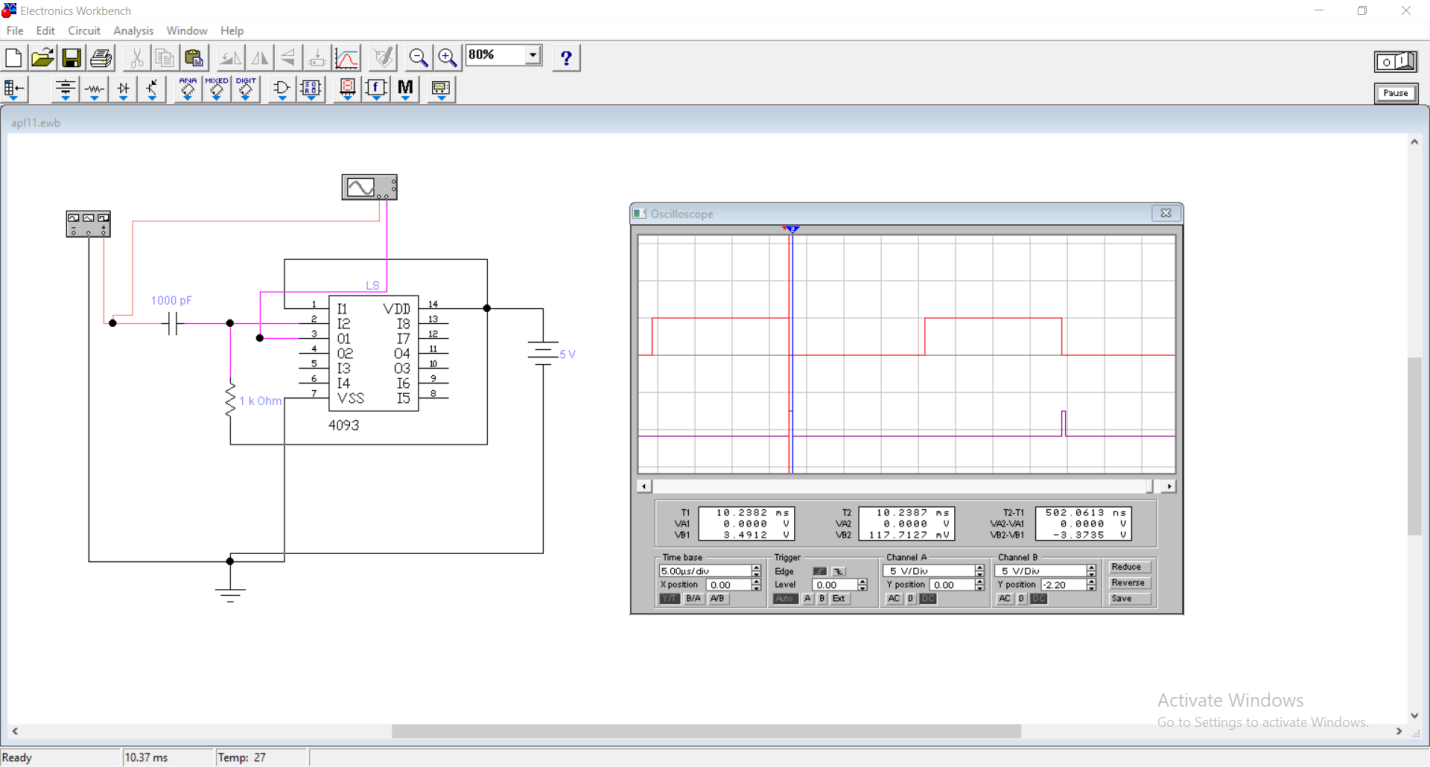 Electronics Workbench
File Edit Circuit Analysis Window Help
80%
?
ANA MIXED DIGIT
M
Pause
apl11.ewb
1000 pF
LS
1 I1 VDD 14
2 I2 I8 13
3 O1 I7 12
4 O2 O4 11
5 I3 O3 10
6 I4 I6 9
7 VSS I5 8
5 V
1 k Ohm
4093
Oscilloscope
2
T1 10.2382 ms T2 10.2387 ms T2-T1 502.0613 ns
VA1 0.0000 V VA2 0.0000 V VA2-VA1 0.0000 V
VB1 3.4912 V VB2 117.7127 mV VB2-VB1 -3.3735 V
Time base Trigger Channel A Channel B
5.00µs/div Edge 5 V/Div 5 V/Div Reduce
X position 0.00 Level 0.00 Y position 0.00 Y position -2.20 Reverse
Y/T B/A A/B Auto A B Ext AC 0 DC AC 0 DC Save
Activate Windows
Go to Settings to activate Windows.
Ready 10.37 ms Temp: 27